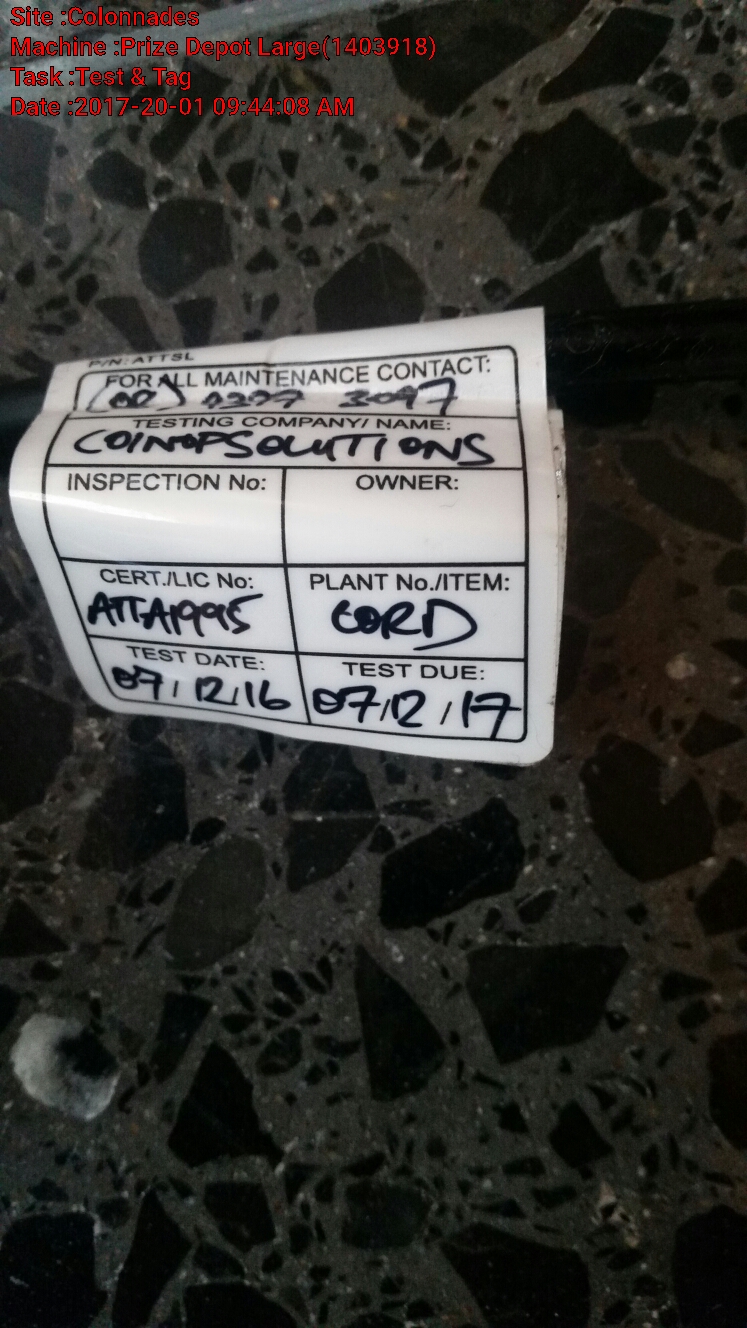 Site :Colonnades
Machine :Prize Depot Large(1403918)
Task :Test & Tag
Date :2017-20-01 09:44:08 AM
P/N: ATTSL
FOR ALL MAINTENANCE CONTACT:
3097
TESTING COMPANY/ NAME:
COINOPSOLUTIONS
INSPECTION No: OWNER:
CERT./LIC No: PLANT No./ITEM:
ATTA1995 CORD
TEST DATE: TEST DUE:
07/12/16 07/12/17